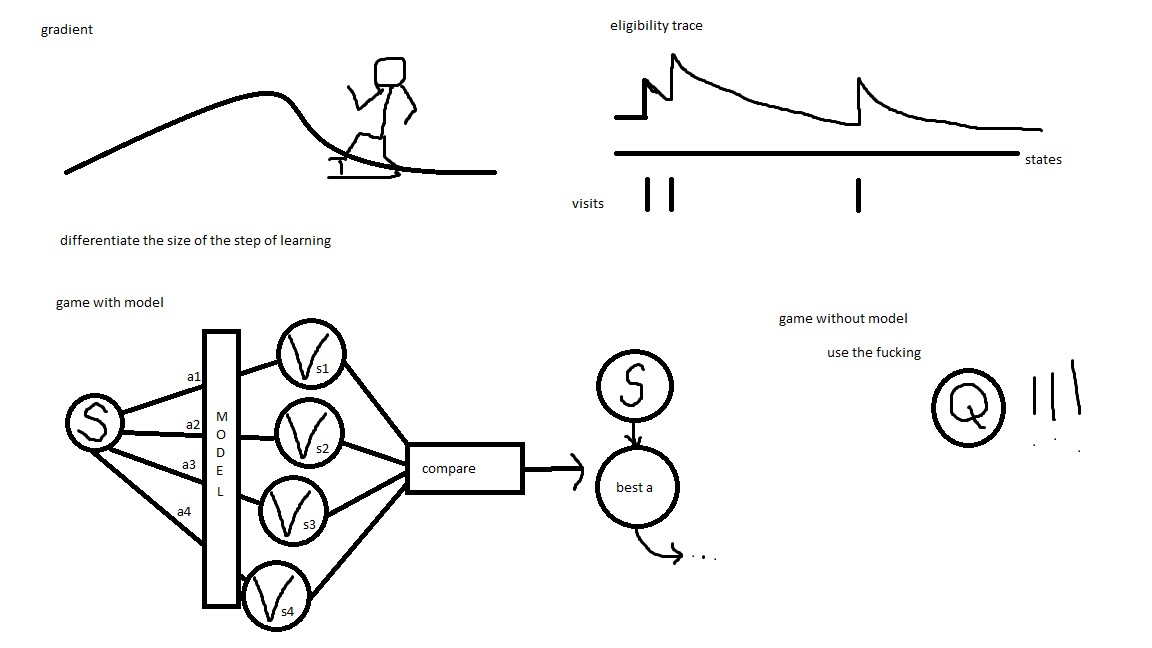 gradient
eligibility trace
states
visits
differentiate the size of the step of learning
game with model
S
a1
a2
a3
a4
MODEL
V s1
V s2
V s3
V s4
compare
S
best a
...
game without model
use the fucking
Q !!!